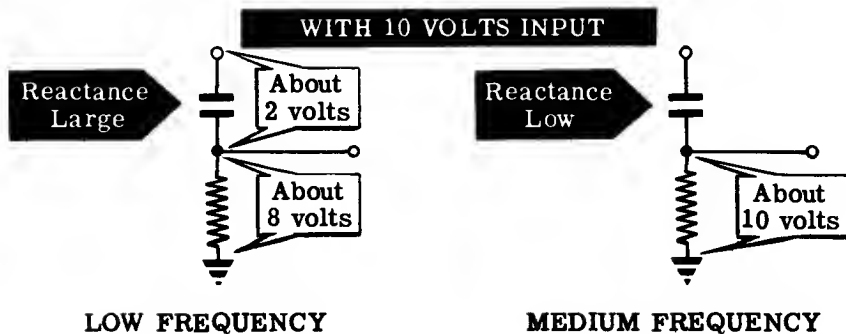 WITH 10 VOLTS INPUT
Reactance
Large
About
2 volts
About
8 volts
LOW FREQUENCY
Reactance
Low
About
10 volts
MEDIUM FREQUENCY